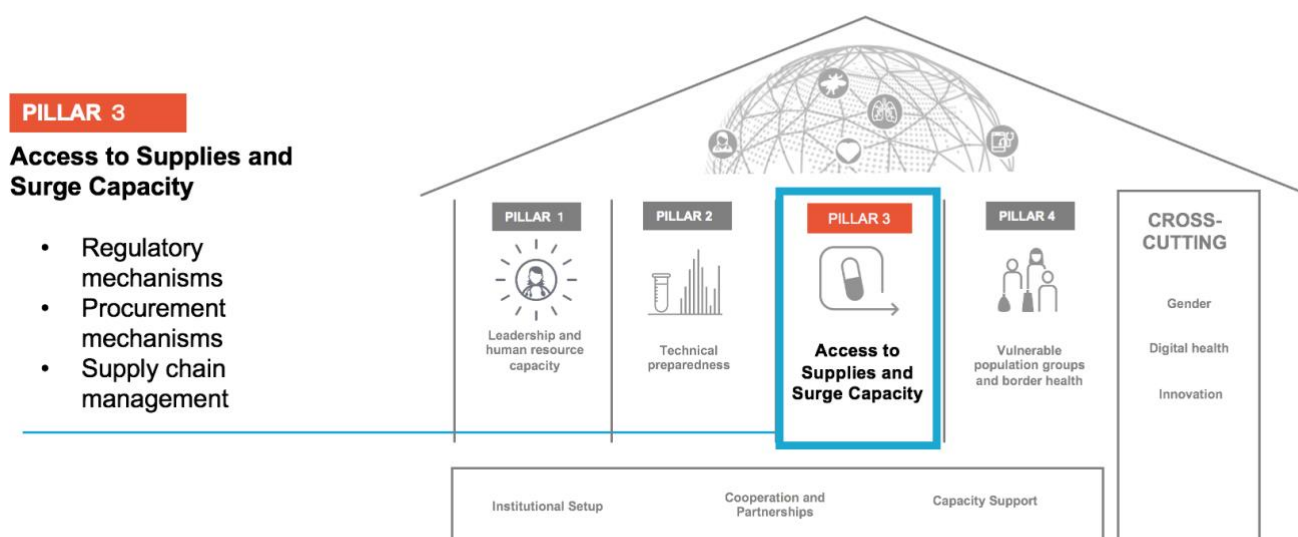 PILLAR 3
Access to Supplies and
Surge Capacity
• Regulatory
mechanisms
• Procurement
mechanisms
• Supply chain
management
PILLAR 1
Leadership and
human resource
capacity
PILLAR 2
Technical
preparedness
PILLAR 3
Access to
Supplies and
Surge Capacity
PILLAR 4
Vulnerable
population groups
and border health
CROSS-
CUTTING
Gender
Digital health
Innovation
Institutional Setup
Cooperation and
Partnerships
Capacity Support